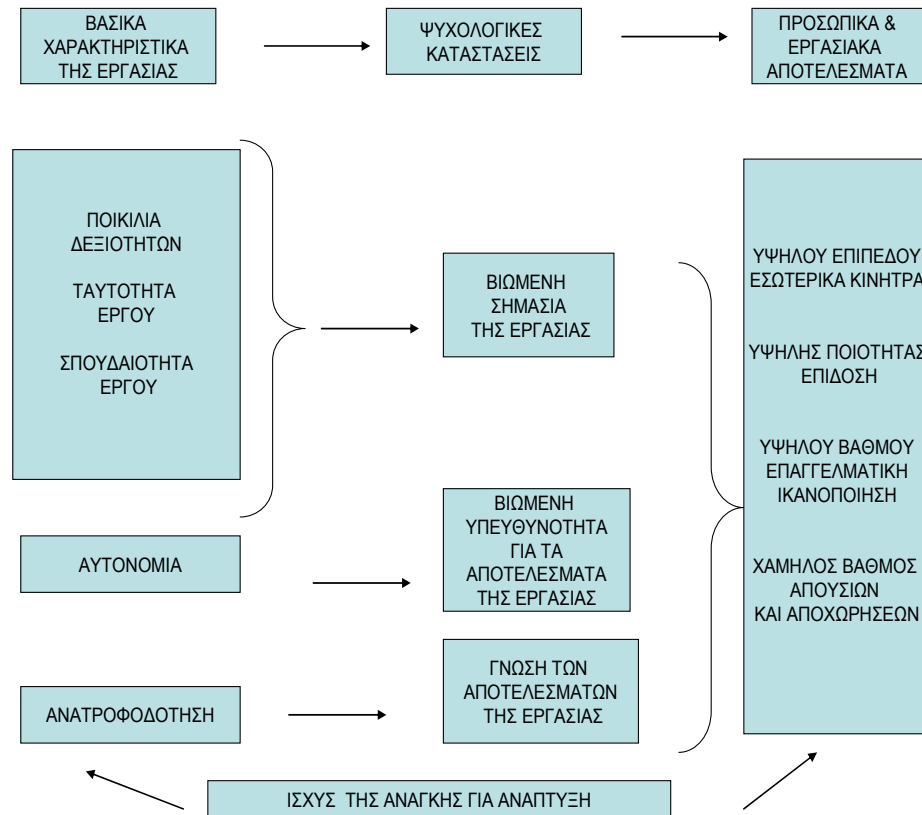 ΒΑΣΙΚΑ
ΧΑΡΑΚΤΗΡΙΣΤΙΚΑ
ΤΗΣ ΕΡΓΑΣΙΑΣ
ΨΥΧΟΛΟΓΙΚΕΣ
ΚΑΤΑΣΤΑΣΕΙΣ
ΠΡΟΣΩΠΙΚΑ &
ΕΡΓΑΣΙΑΚΑ
ΑΠΟΤΕΛΕΣΜΑΤΑ
ΠΟΙΚΙΛΙΑ
ΔΕΞΙΟΤΗΤΩΝ
ΤΑΥΤΟΤΗΤΑ
ΕΡΓΟΥ
ΣΠΟΥΔΑΙΟΤΗΤΑ
ΕΡΓΟΥ
ΒΙΩΜΕΝΗ
ΣΗΜΑΣΙΑ
ΤΗΣ ΕΡΓΑΣΙΑΣ
ΥΨΗΛΟΥ ΕΠΙΠΕΔΟΥ
ΕΣΩΤΕΡΙΚΑ ΚΙΝΗΤΡΑ
ΥΨΗΛΗΣ ΠΟΙΟΤΗΤΑΣ
ΕΠΙΔΟΣΗ
ΥΨΗΛΟΥ ΒΑΘΜΟΥ
ΕΠΑΓΓΕΛΜΑΤΙΚΗ
ΙΚΑΝΟΠΟΙΗΣΗ
ΧΑΜΗΛΟΣ ΒΑΘΜΟΣ
ΑΠΟΥΣΙΩΝ
ΚΑΙ ΑΠΟΧΩΡΗΣΕΩΝ
ΑΥΤΟΝΟΜΙΑ
ΒΙΩΜΕΝΗ
ΥΠΕΥΘΥΝΟΤΗΤΑ
ΓΙΑ ΤΑ
ΑΠΟΤΕΛΕΣΜΑΤΑ
ΤΗΣ ΕΡΓΑΣΙΑΣ
ΑΝΑΤΡΟΦΟΔΟΤΗΣΗ
ΓΝΩΣΗ ΤΩΝ
ΑΠΟΤΕΛΕΣΜΑΤΩΝ
ΤΗΣ ΕΡΓΑΣΙΑΣ
ΙΣΧΥΣ ΤΗΣ ΑΝΑΓΚΗΣ ΓΙΑ ΑΝΑΠΤΥΞΗ